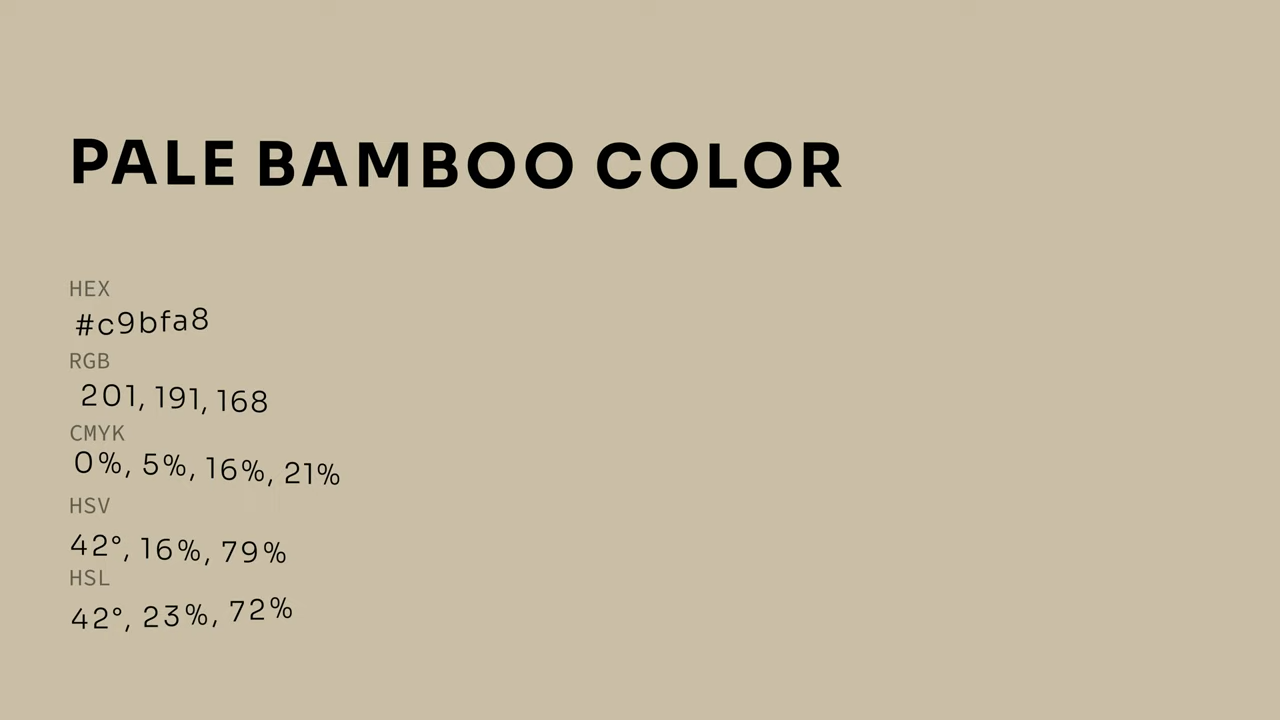 PALE BAMBOO COLOR
HEX
#c9bfa8
RGB
201, 191, 168
CMYK
0%, 5%, 16%, 21%
HSV
42°, 16%, 79%
HSL
42°, 23%, 72%